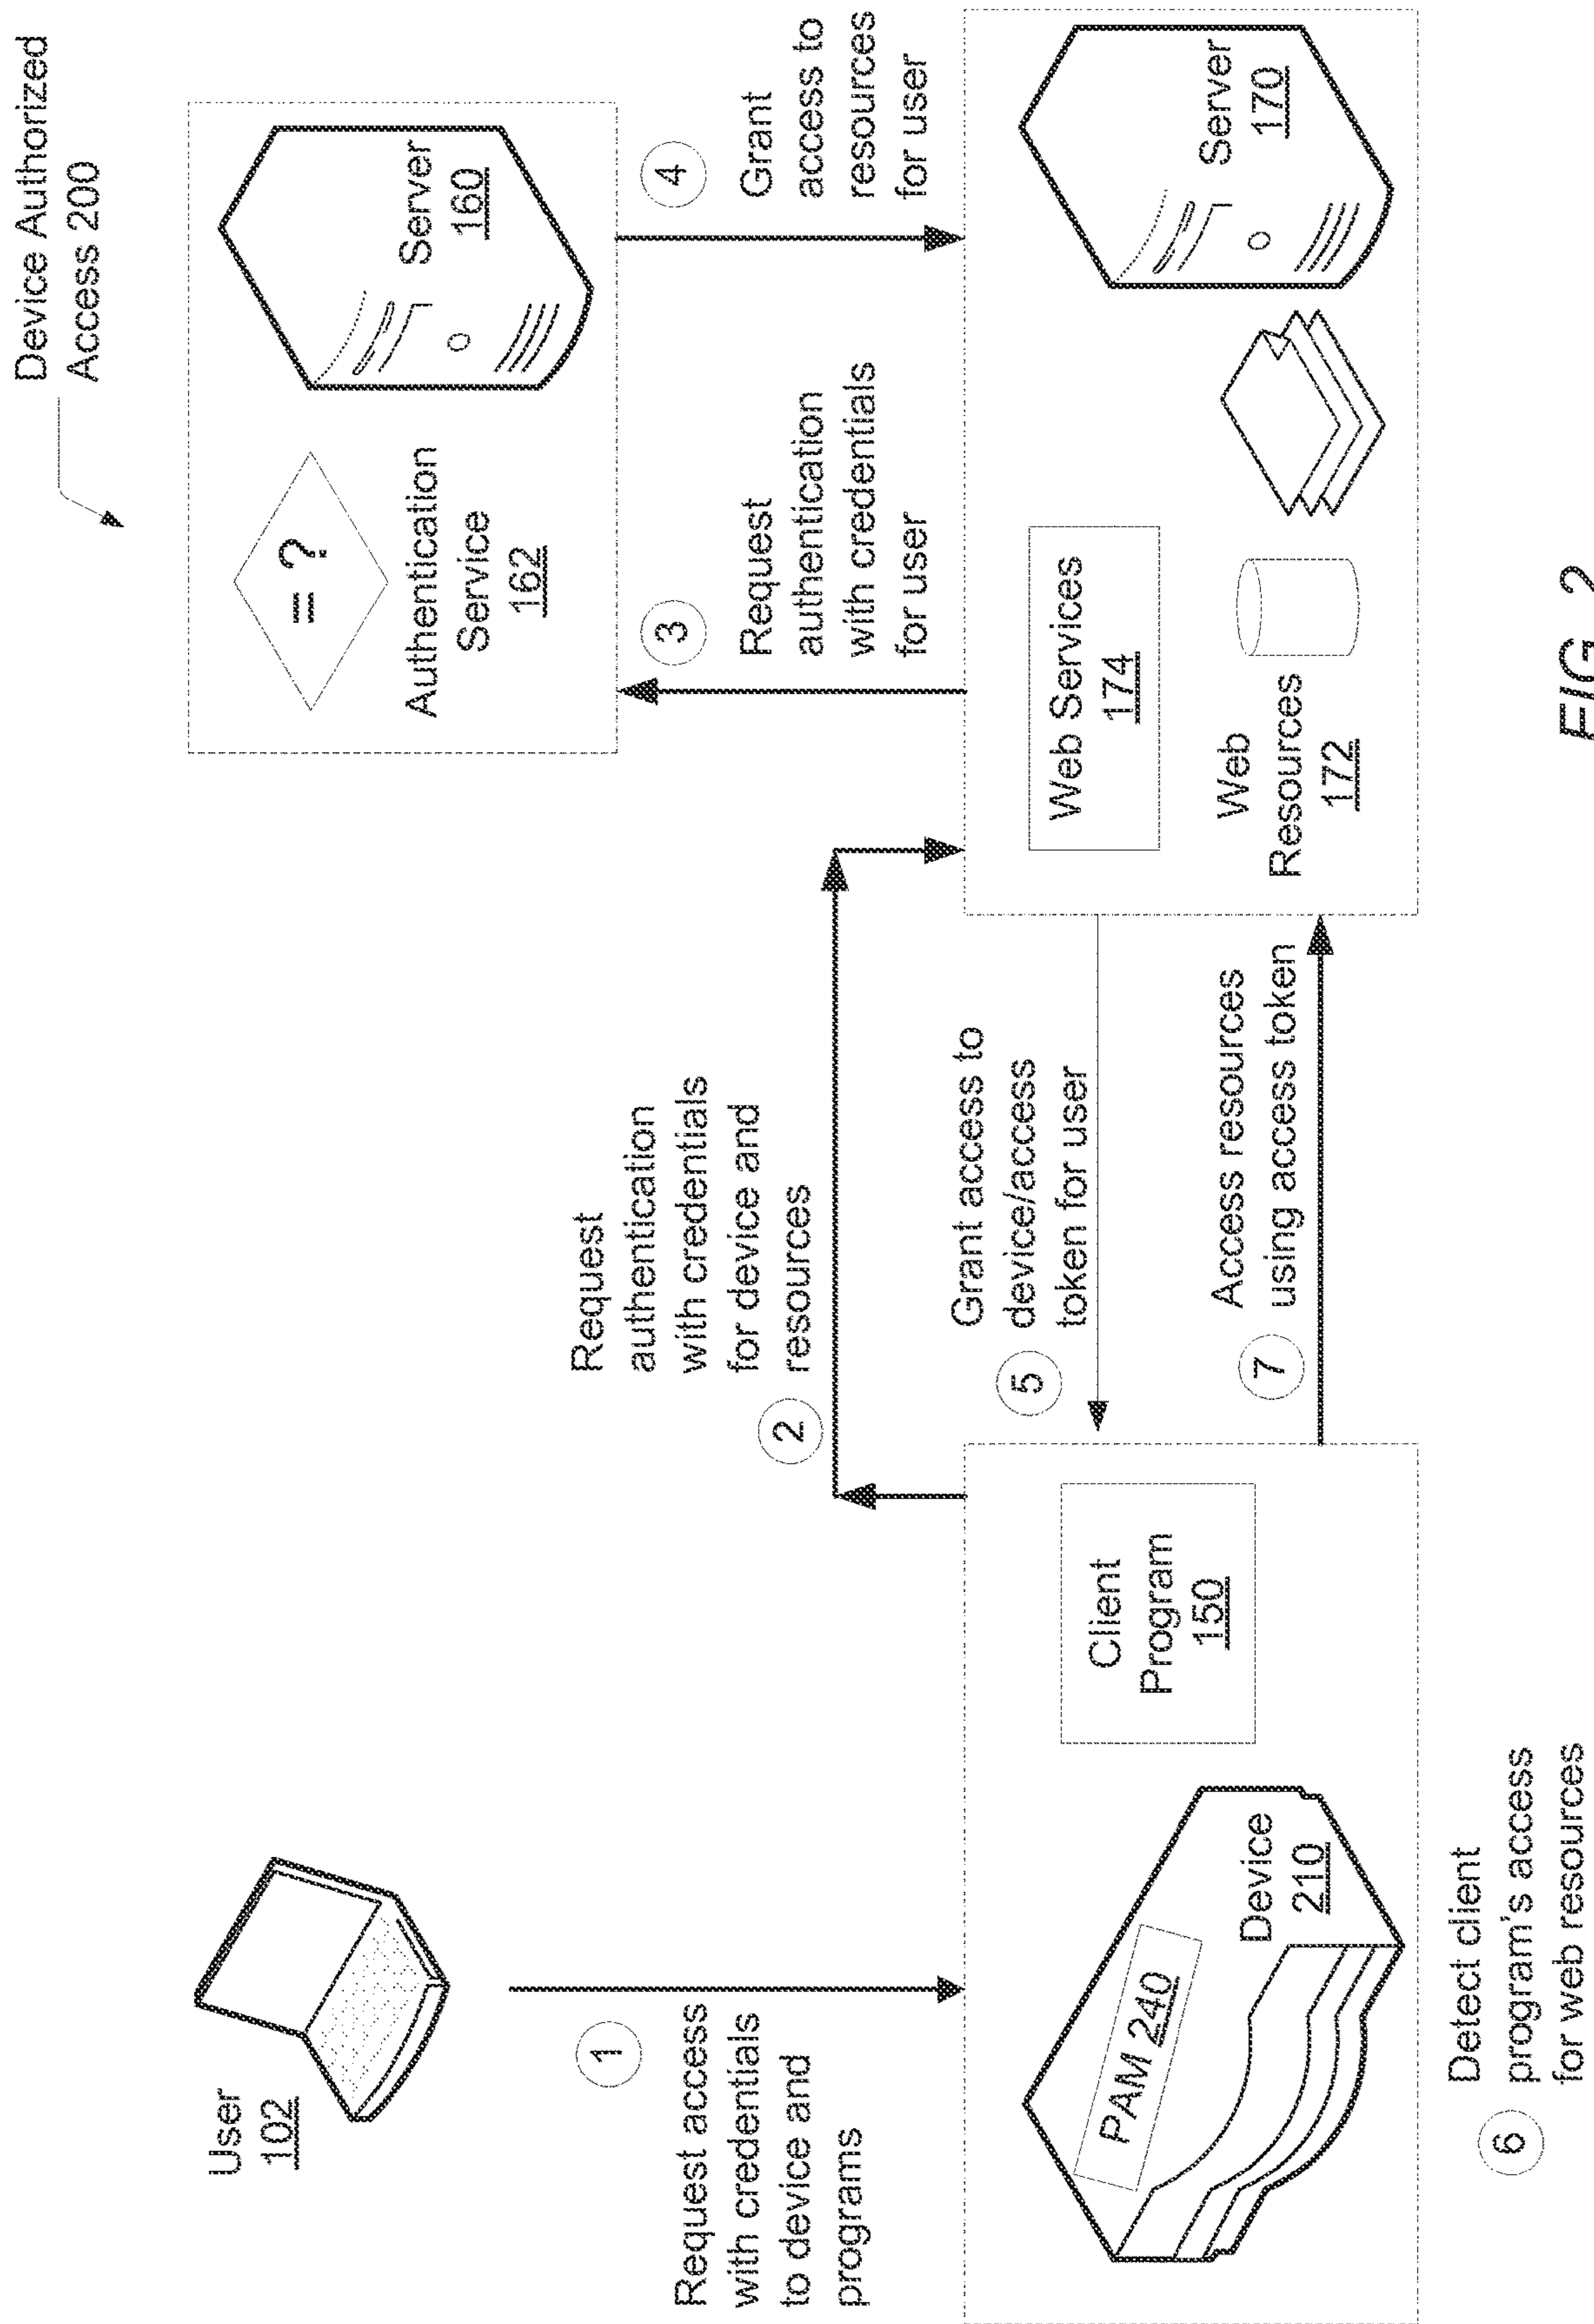 Device Authorized
Access 200
User
102
= ?
Authentication
Service
162
Server
160
1
Request access
with credentials
to device and
programs
2
Request
authentication
with credentials
for device and
resources
3
Request
authentication
with credentials
for user
4
Grant
access to
resources
for user
PAM 240
Device
210
Client
Program
150
5
Grant access to
device/access
token for user
7
Access resources
using access token
Web Services
174
Web
Resources
172
Server
170
6
Detect client
program's access
for web resources
FIG. 2